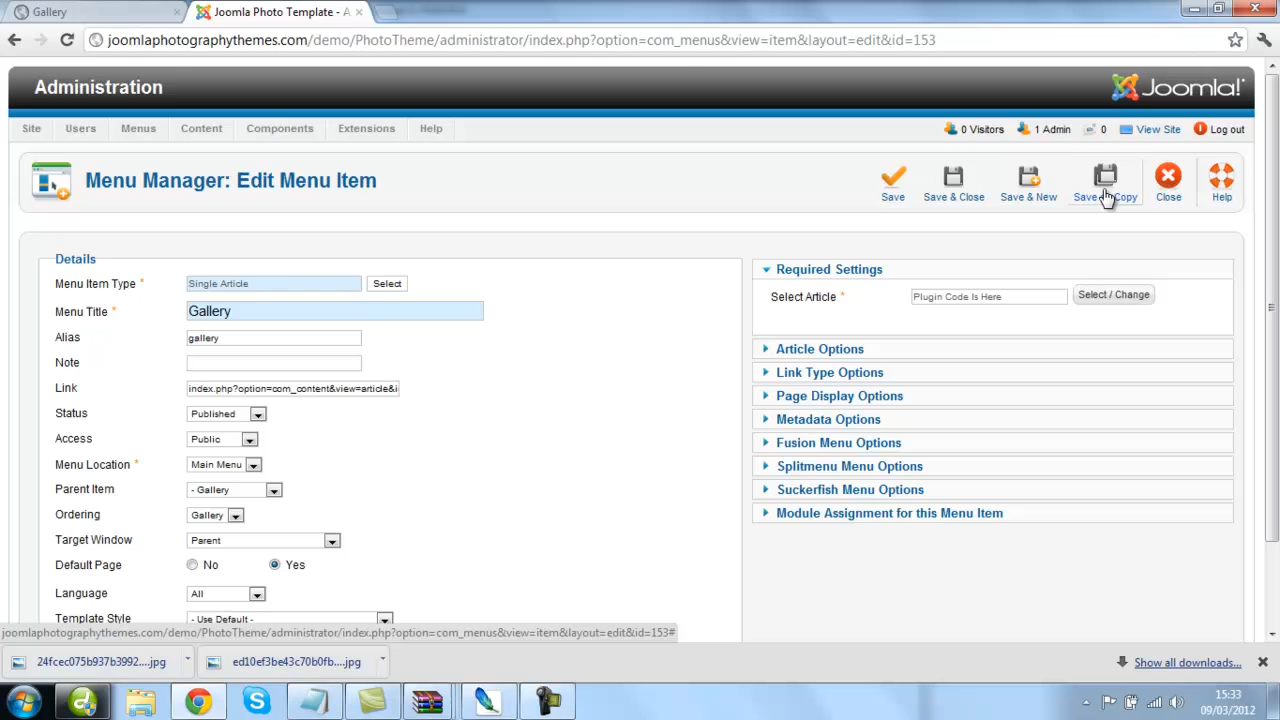 Gallery
Joomla Photo Template - A
joomlaphotographythemes.com/demo/PhotoTheme/administrator/index.php?option=com_menus&view=item&layout=edit&id=153
Administration
Joomla!
Site Users Menus Content Components Extensions Help
0 Visitors 1 Admin 0 View Site Log out
Menu Manager: Edit Menu Item
Save Save & Close Save & New Save Copy Close Help
Details
Menu Item Type * Single Article Select
Menu Title * Gallery
Alias gallery
Note
Link index.php?option=com_content&view=article&i
Status Published
Access Public
Menu Location * Main Menu
Parent Item - Gallery
Ordering Gallery
Target Window Parent
Default Page No Yes
Language All
Template Style - Use Default -
Required Settings
Select Article * Plugin Code Is Here Select / Change
Article Options
Link Type Options
Page Display Options
Metadata Options
Fusion Menu Options
Splitmenu Menu Options
Suckerfish Menu Options
Module Assignment for this Menu Item
joomlaphotographythemes.com/demo/PhotoTheme/administrator/index.php?option=com_menus&view=item&layout=edit&id=153#
24fcec075b937b3992....jpg
ed10ef3be43c70b0fb....jpg
Show all downloads...
15:33
09/03/2012